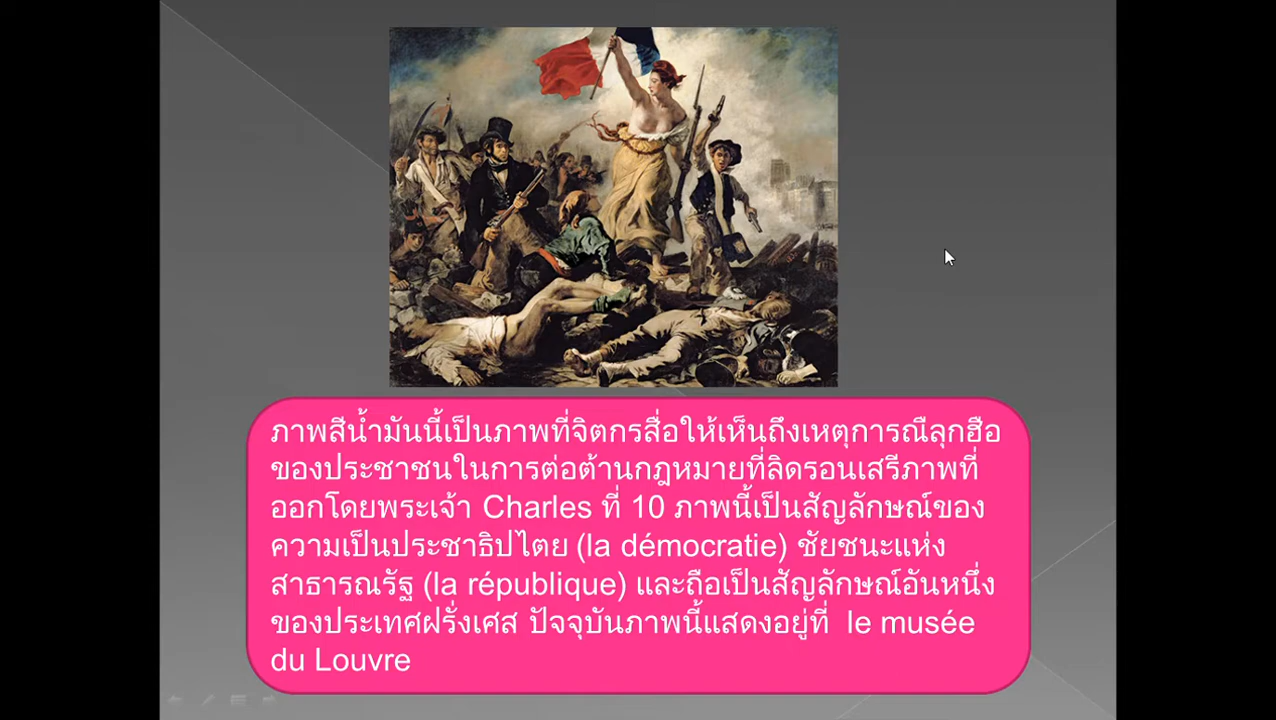 ภาพสีน้ำมันนี้เป็นภาพที่จิตกรสื่อให้เห็นถึงเหตุการณ์ลุกฮือ
ของประชาชนในการต่อต้านกฎหมายที่ลิดรอนเสรีภาพที่
ออกโดยพระเจ้า Charles ที่ 10 ภาพนี้เป็นสัญลักษณ์ของ
ความเป็นประชาธิปไตย (la démocratie) ชัยชนะแห่ง
สาธารณรัฐ (la république) และถือเป็นสัญลักษณ์อันหนึ่ง
ของประเทศฝรั่งเศส ปัจจุบันภาพนี้แสดงอยู่ที่ le musée
du Louvre